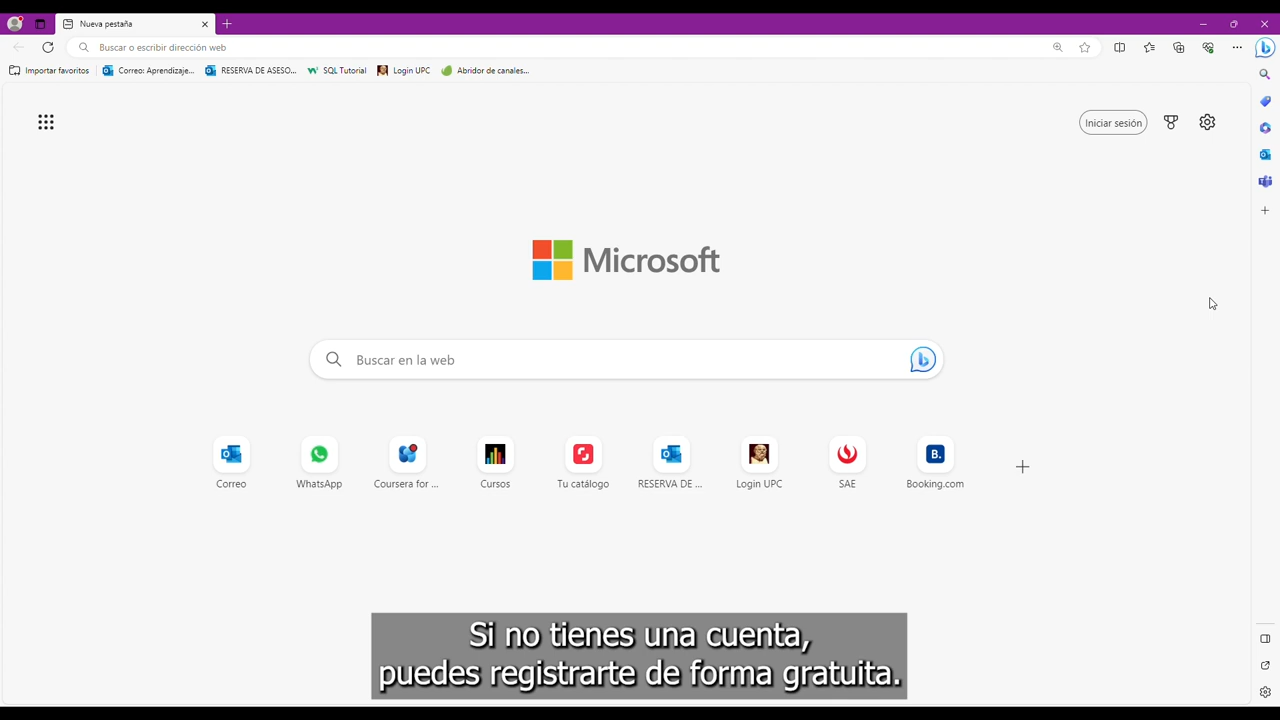 Nueva pestaña
Buscar o escribir dirección web
Importar favoritos
Correo: Aprendizaje...
RESERVA DE ASESO...
SQL Tutorial
Login UPC
Abridor de canales...
Iniciar sesión
Microsoft
Buscar en la web
Correo
WhatsApp
Coursera for ...
Cursos
Tu catálogo
RESERVA DE ...
Login UPC
SAE
B.
Booking.com
Si no tienes una cuenta,
puedes registrarte de forma gratuita.